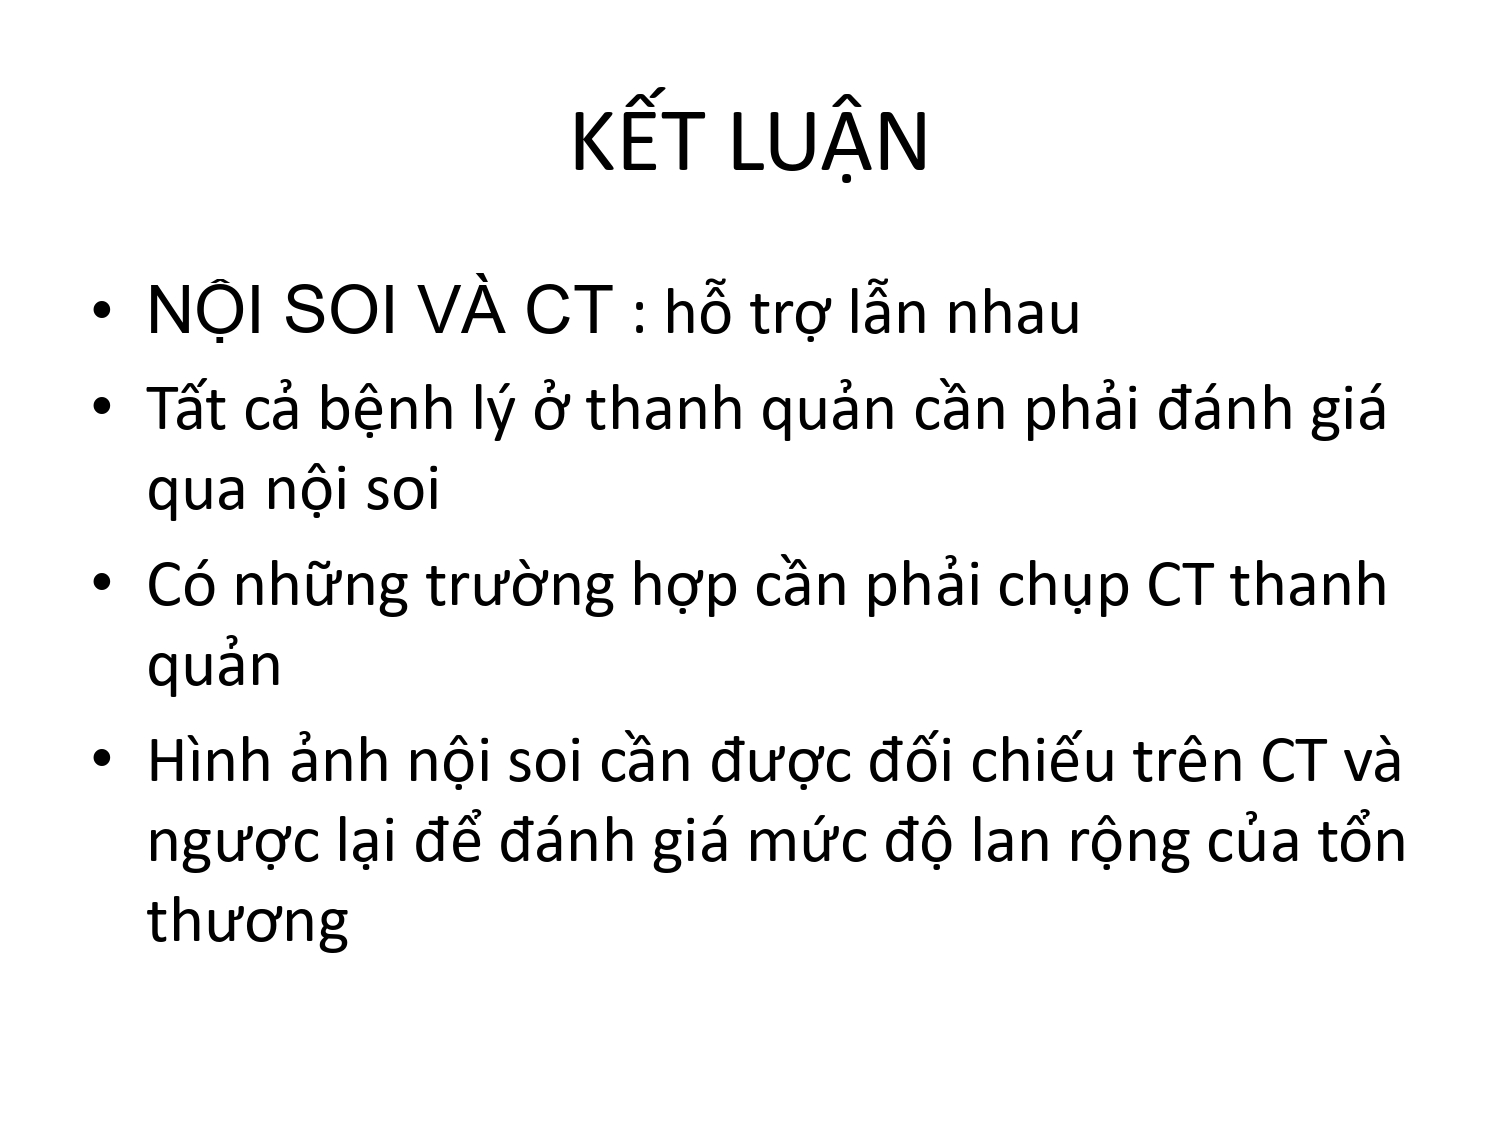 KẾT LUẬN
• NỘI SOI VÀ CT : hỗ trợ lẫn nhau
• Tất cả bệnh lý ở thanh quản cần phải đánh giá
qua nội soi
• Có những trường hợp cần phải chụp CT thanh
quản
• Hình ảnh nội soi cần được đối chiếu trên CT và
ngược lại để đánh giá mức độ lan rộng của tổn
thương